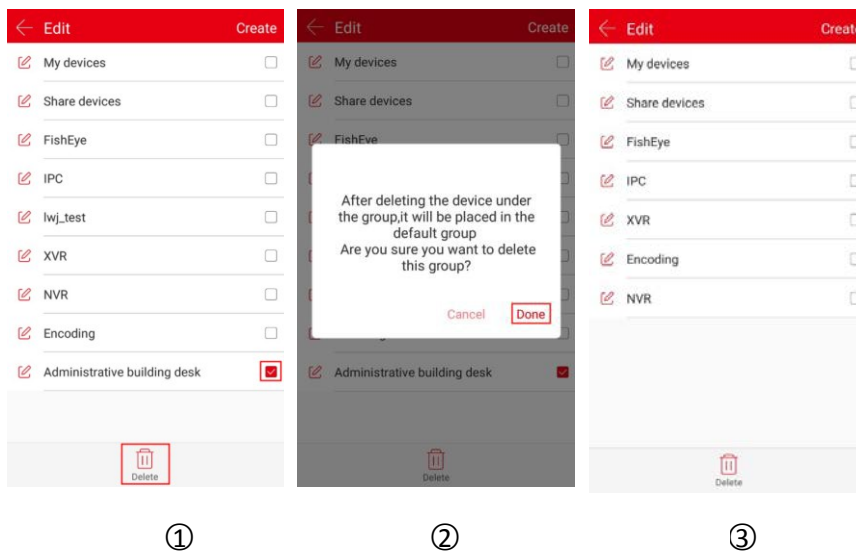 Edit Create
My devices
Share devices
FishEye
IPC
lwj_test
XVR
NVR
Encoding
Administrative building desk
Delete
①
Edit Create
My devices
Share devices
FishEye
After deleting the device under
the group,it will be placed in the
default group
Are you sure you want to delete
this group?
Cancel Done
Administrative building desk
Delete
②
Edit Create
My devices
Share devices
FishEye
IPC
XVR
Encoding
NVR
Delete
③